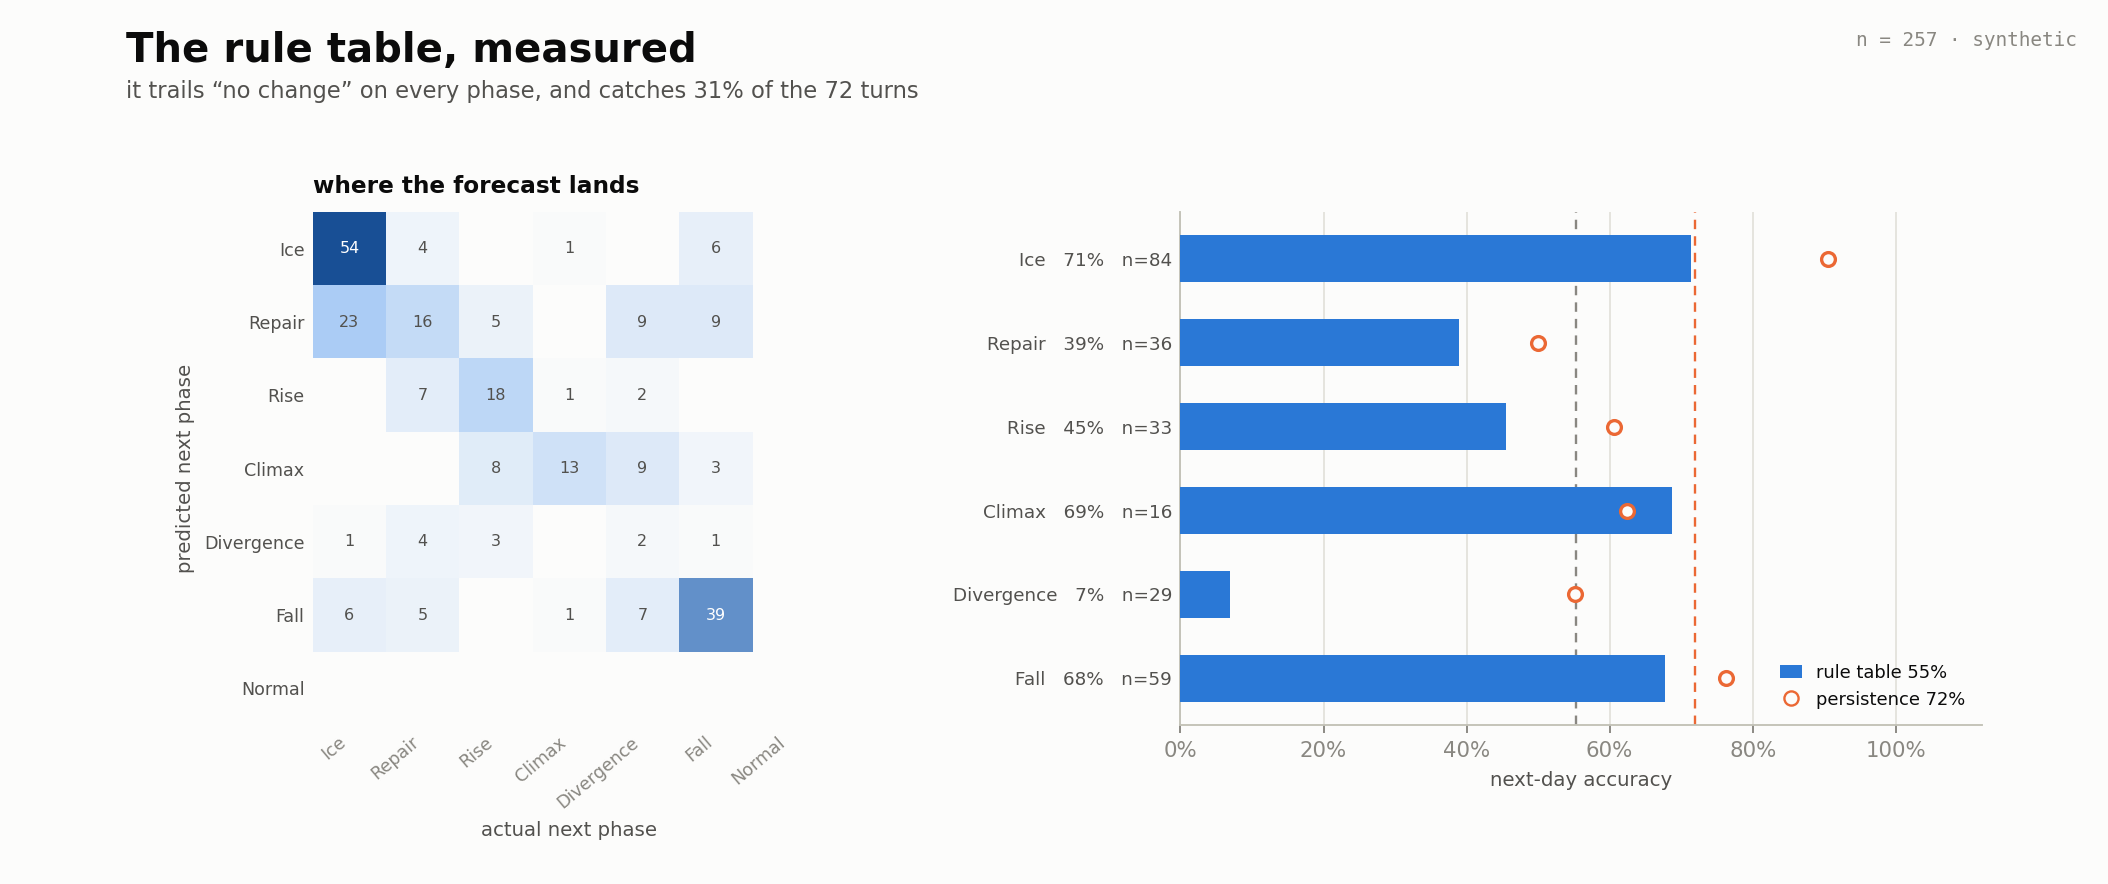 The rule table, measured
n = 257 · synthetic
it trails “no change” on every phase, and catches 31% of the 72 turns
where the forecast lands
predicted next phase
Ice 54 4 1 6
Repair 23 16 5 9 9
Rise 7 18 1 2
Climax 8 13 9 3
Divergence 1 4 3 2 1
Fall 6 5 1 7 39
Normal
Ice Repair Rise Climax Divergence Fall Normal
actual next phase
Ice 71% n=84
Repair 39% n=36
Rise 45% n=33
Climax 69% n=16
Divergence 7% n=29
Fall 68% n=59
rule table 55%
persistence 72%
0% 20% 40% 60% 80% 100%
next-day accuracy